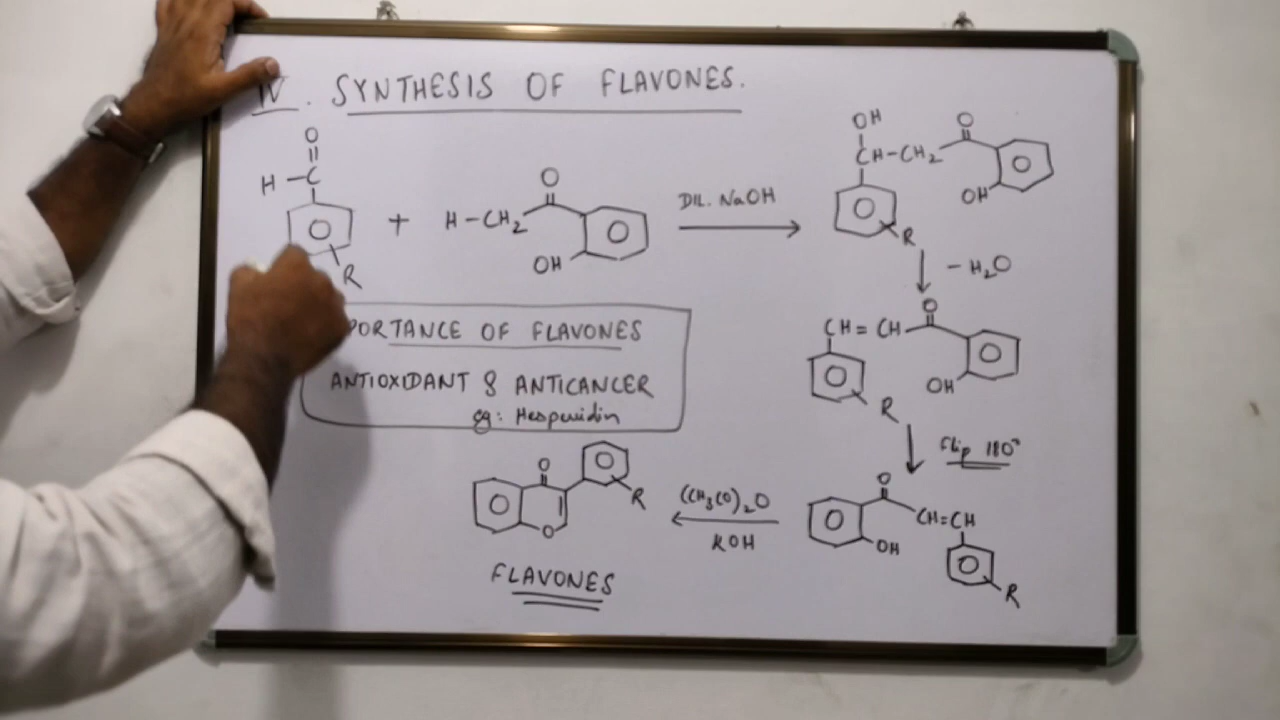 IV. SYNTHESIS OF FLAVONES.
O
H-C
R
+
O
H-CH2
OH
DIL. NaOH
OH
CH-CH2
O
OH
R
- H2O
PORTANCE OF FLAVONES
ANTIOXIDANT & ANTICANCER
eg: Hesperidin
O
CH=CH
OH
R
Flip 180°
O
CH=CH
OH
R
(CH3CO)2O
KOH
O
O
R
FLAVONES